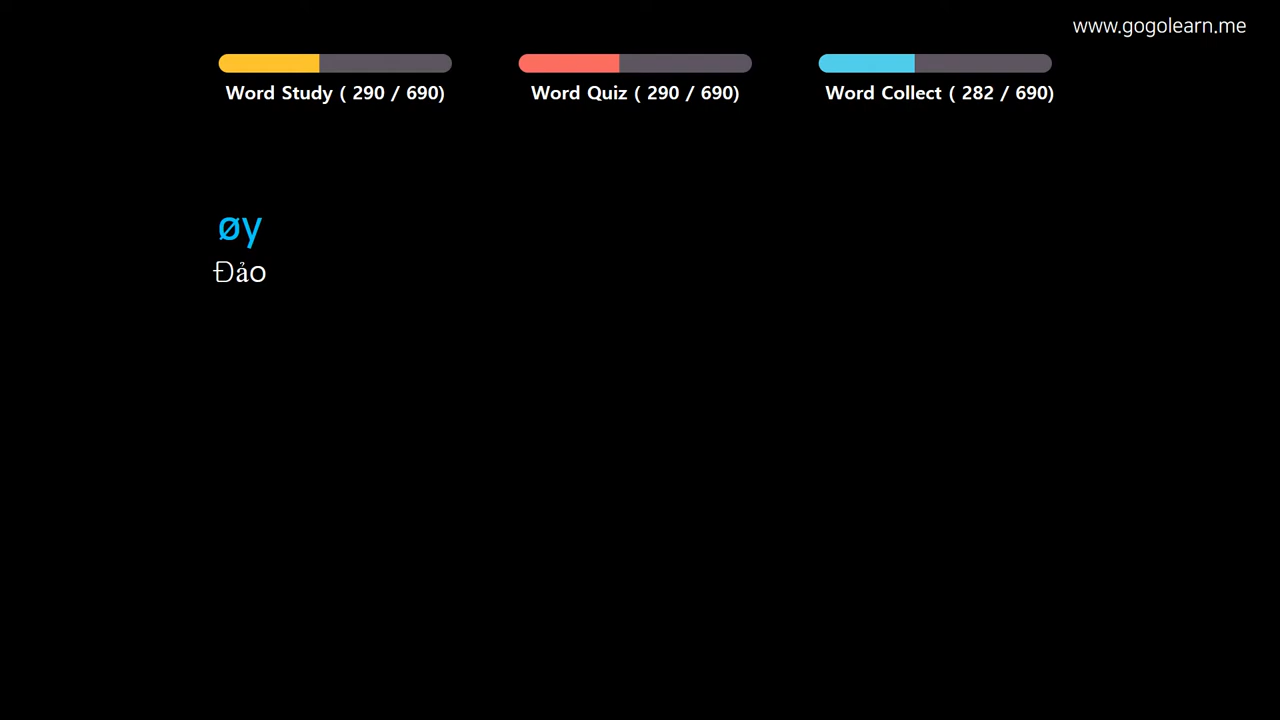 www.gogolearn.me
Word Study ( 290 / 690)
Word Quiz ( 290 / 690)
Word Collect ( 282 / 690)
øy
Đảo